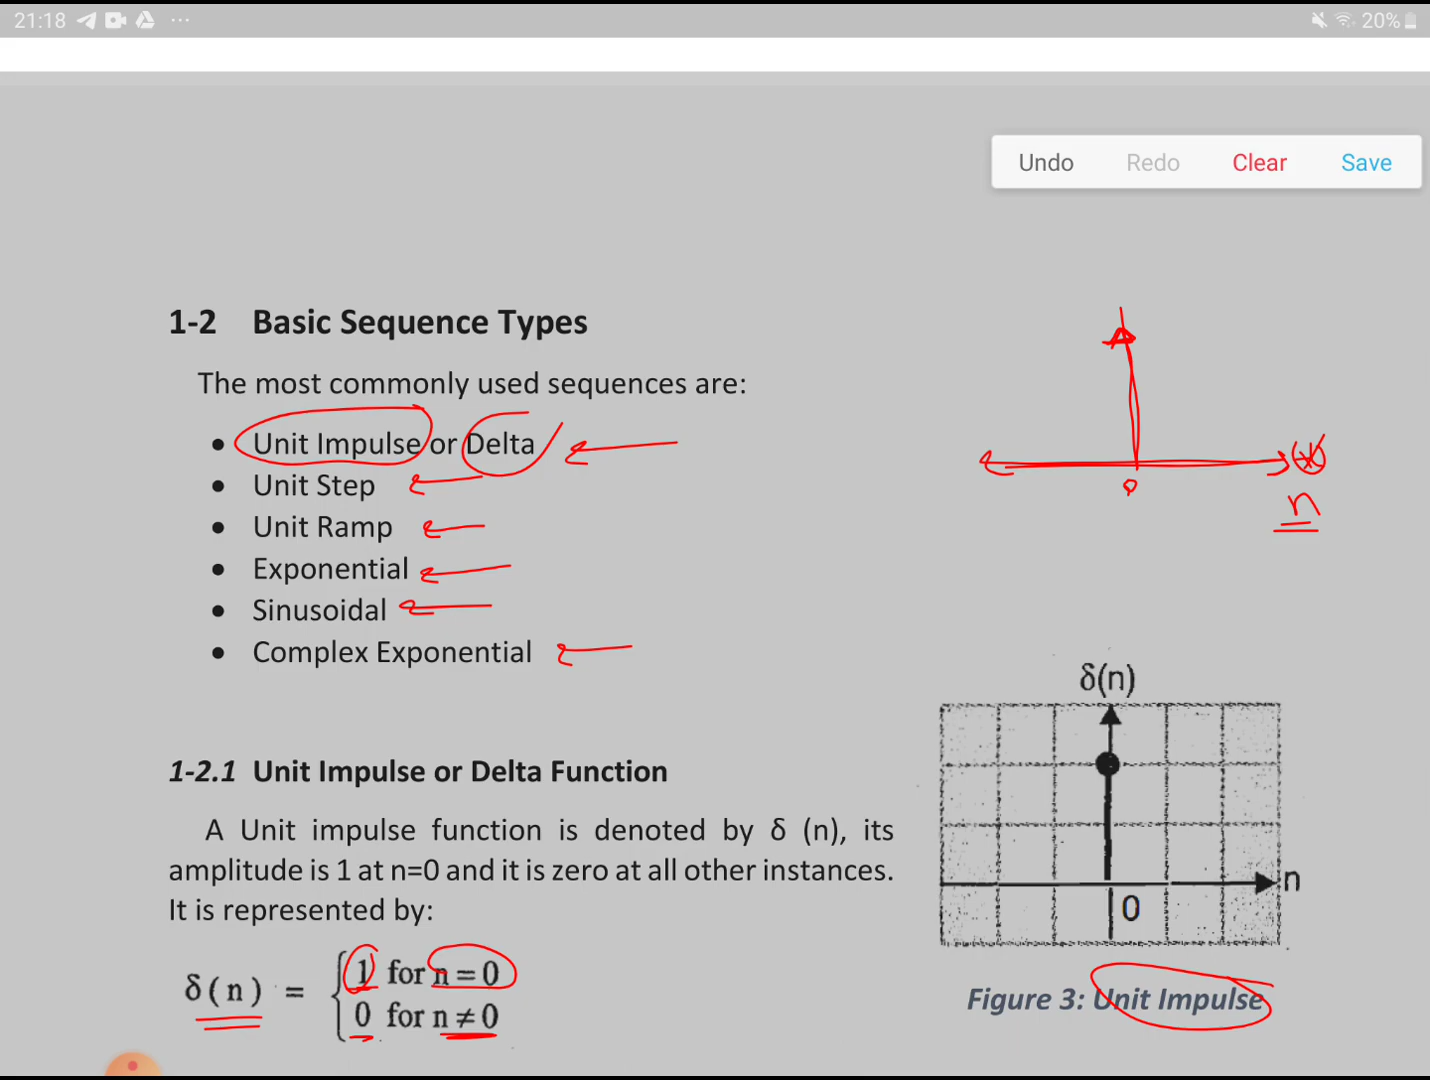 21:18 ... 20%
Undo Redo Clear Save
1-2 Basic Sequence Types
The most commonly used sequences are:
• Unit Impulse or Delta
• Unit Step
• Unit Ramp
• Exponential
• Sinusoidal
• Complex Exponential
0
n
1-2.1 Unit Impulse or Delta Function
A Unit impulse function is denoted by δ (n), its
amplitude is 1 at n=0 and it is zero at all other instances.
It is represented by:
δ(n) = { 1 for n = 0
0 for n ≠ 0
δ(n)
n
0
Figure 3: Unit Impulse